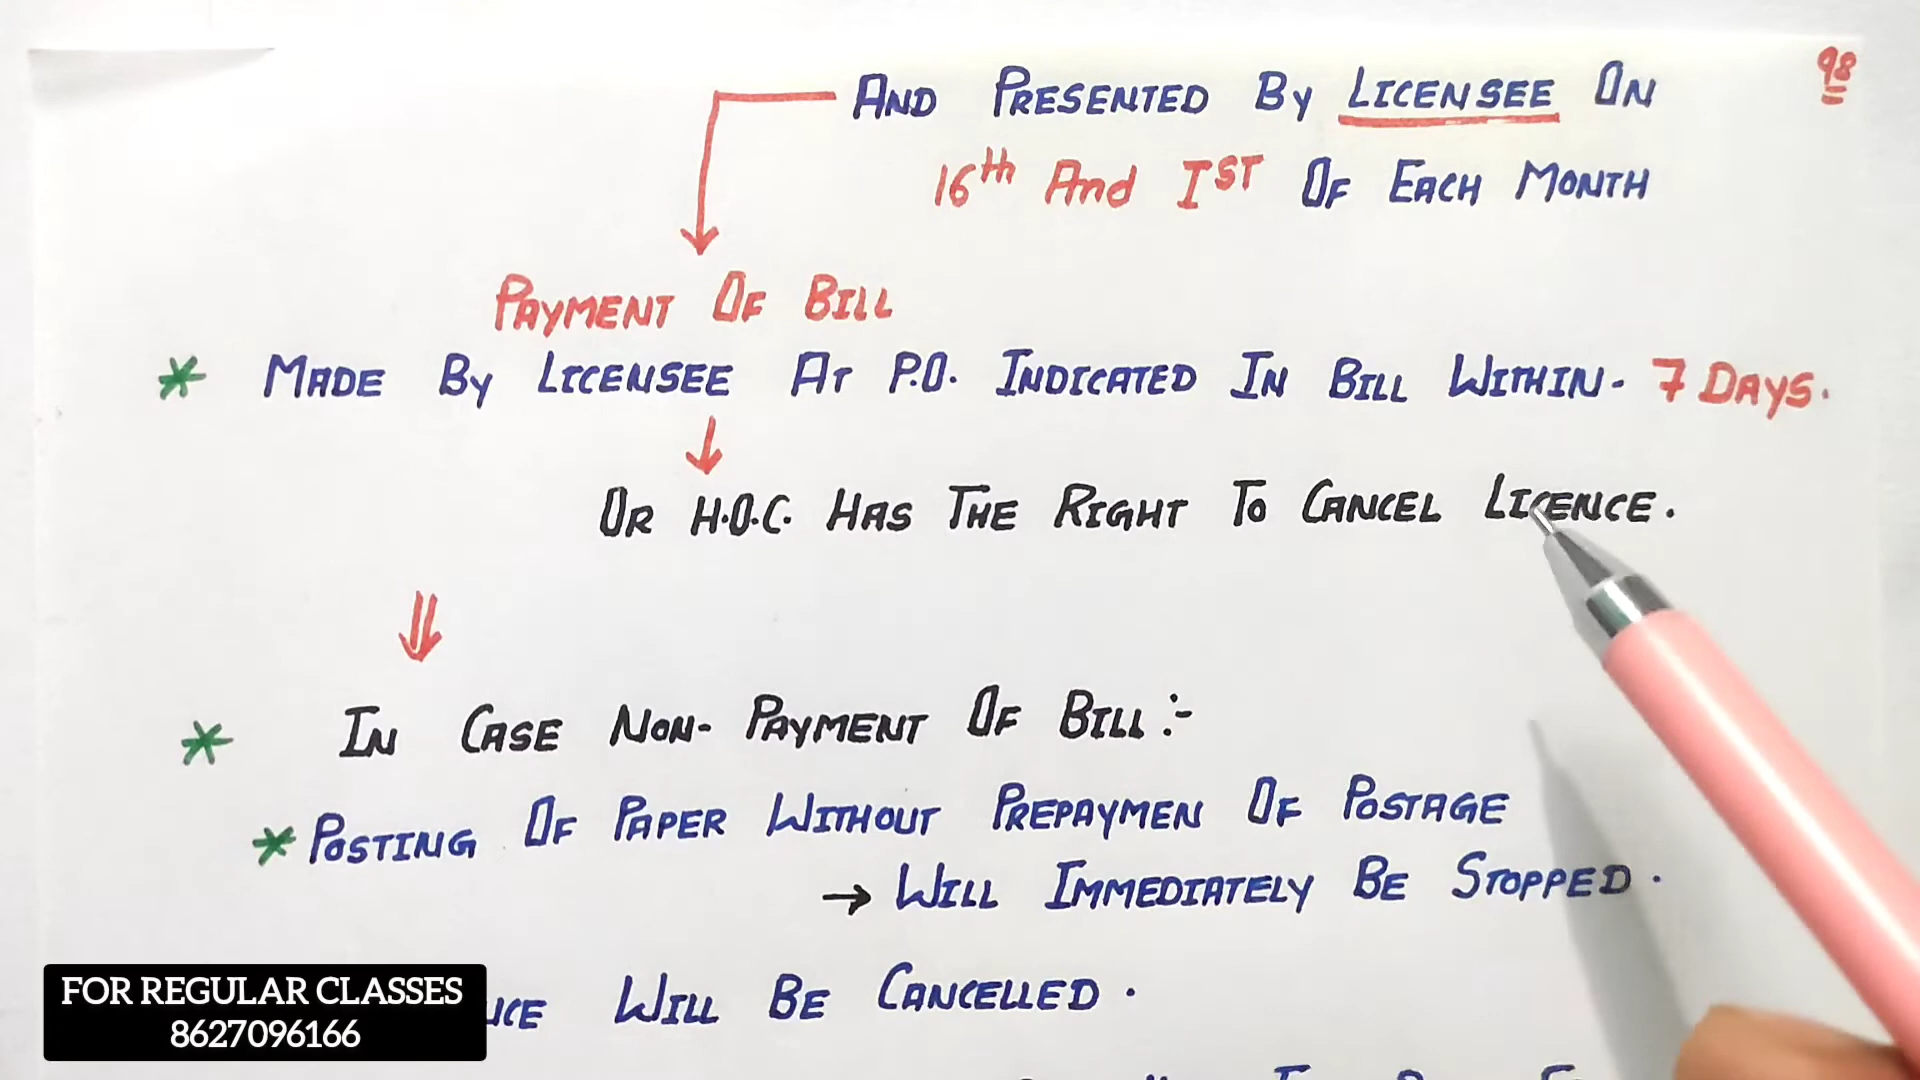 98
AND PRESENTED BY LICENSEE ON
16th And IST OF EACH MONTH
PAYMENT OF BILL
* MADE BY LICENSEE AT P.O. INDICATED IN BILL WITHIN- 7 DAYS.
OR H.O.C. HAS THE RIGHT TO CANCEL LICENCE.
* IN CASE NON-PAYMENT OF BILL:-
* POSTING OF PAPER WITHOUT PREPAYMEN OF POSTAGE
→ WILL IMMEDIATELY BE STOPPED.
WILL BE CANCELLED.
FOR REGULAR CLASSES
8627096166